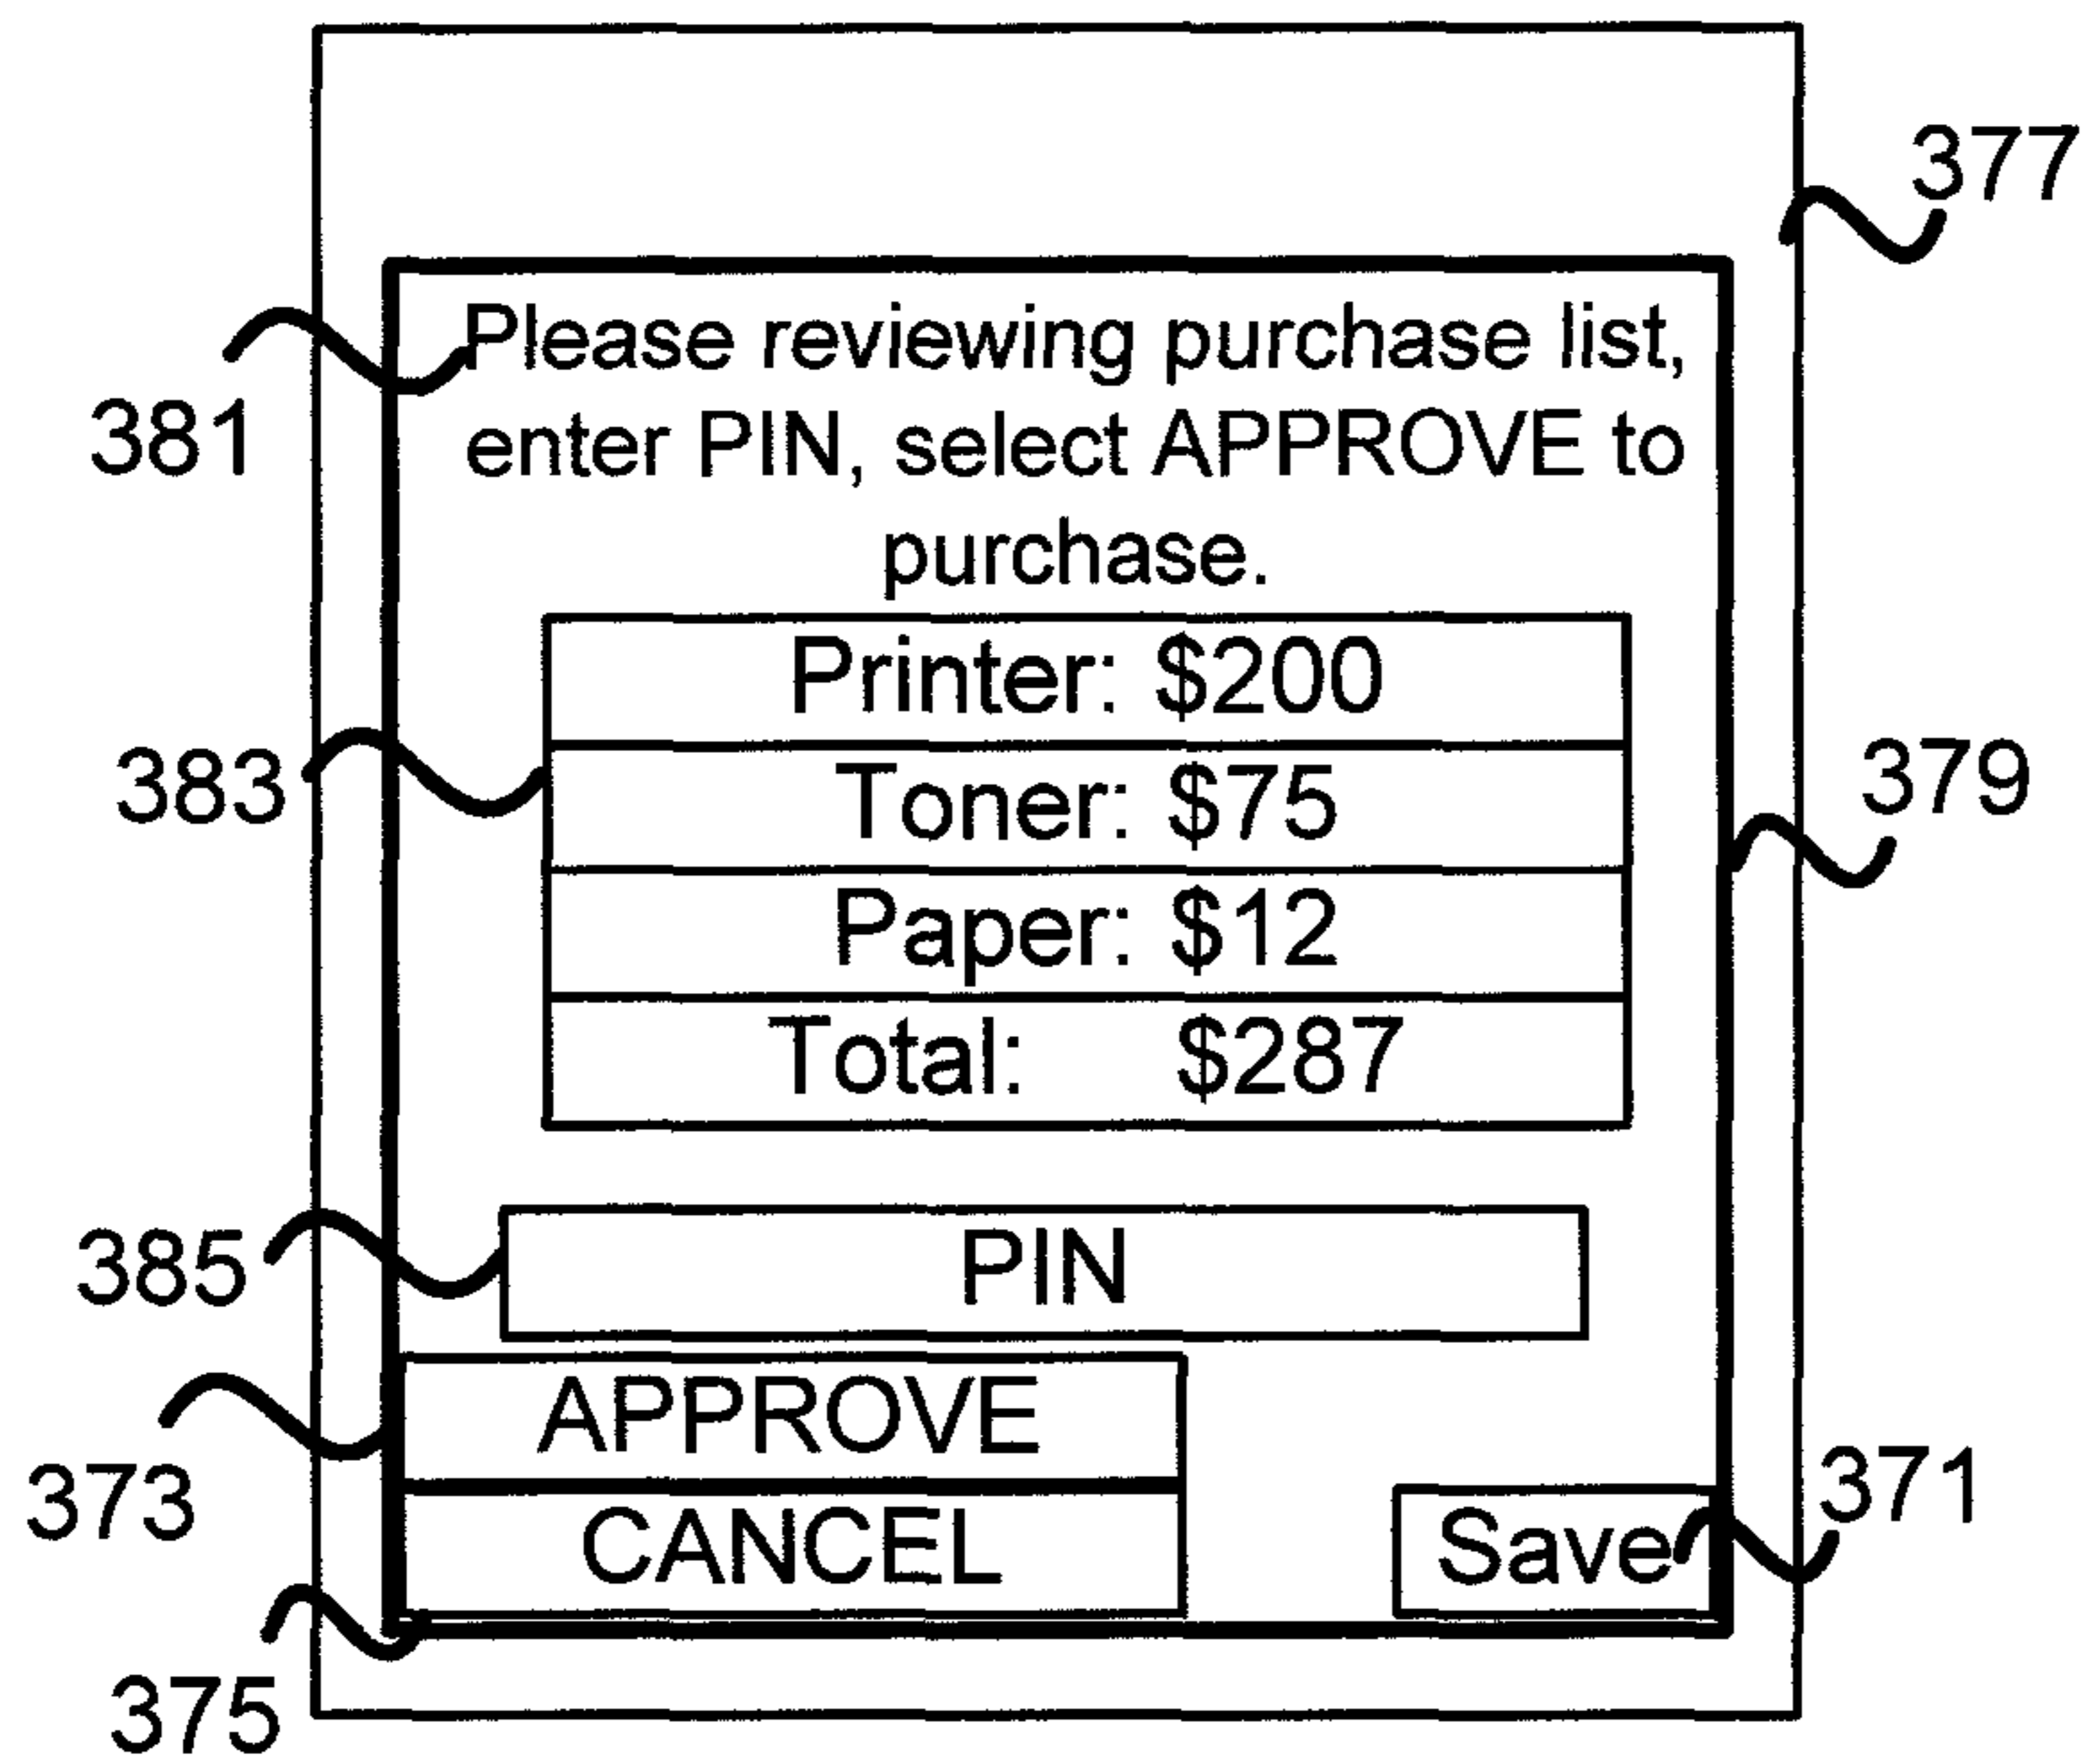 377
Please reviewing purchase list,
381
enter PIN, select APPROVE to
purchase.
Printer: $200
383
Toner: $75
379
Paper: $12
Total: $287
385
PIN
APPROVE
373
CANCEL
Save
371
375